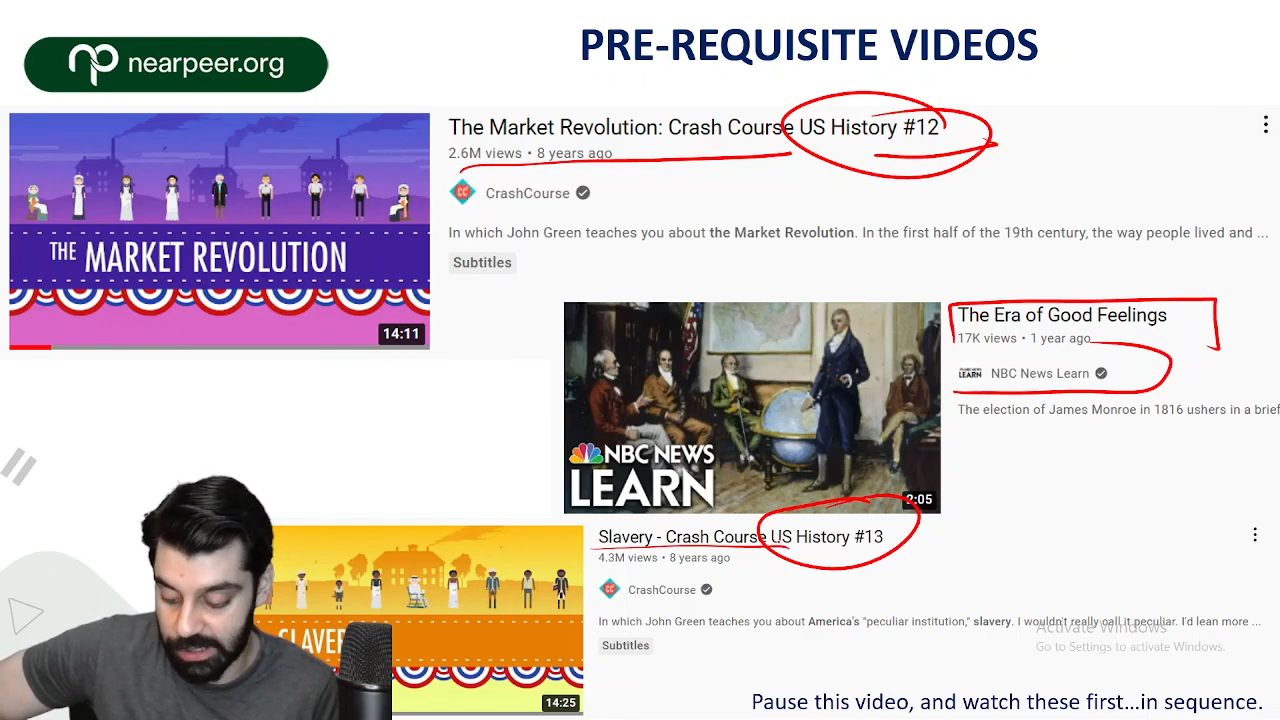 nearpeer.org
PRE-REQUISITE VIDEOS
The Market Revolution: Crash Course US History #12
2.6M views • 8 years ago
CrashCourse
In which John Green teaches you about the Market Revolution. In the first half of the 19th century, the way people lived and ...
Subtitles
THE MARKET REVOLUTION
14:11
The Era of Good Feelings
17K views • 1 year ago
NBC NEWS LEARN
NBC News Learn
The election of James Monroe in 1816 ushers in a brief
NBC NEWS
LEARN
2:05
Slavery - Crash Course US History #13
4.3M views • 8 years ago
CrashCourse
In which John Green teaches you about America's "peculiar institution," slavery. I wouldn't really call it peculiar. I'd lean more ...
Subtitles
SLAVER
14:25
Activate Windows
Go to Settings to activate Windows.
Pause this video, and watch these first...in sequence.